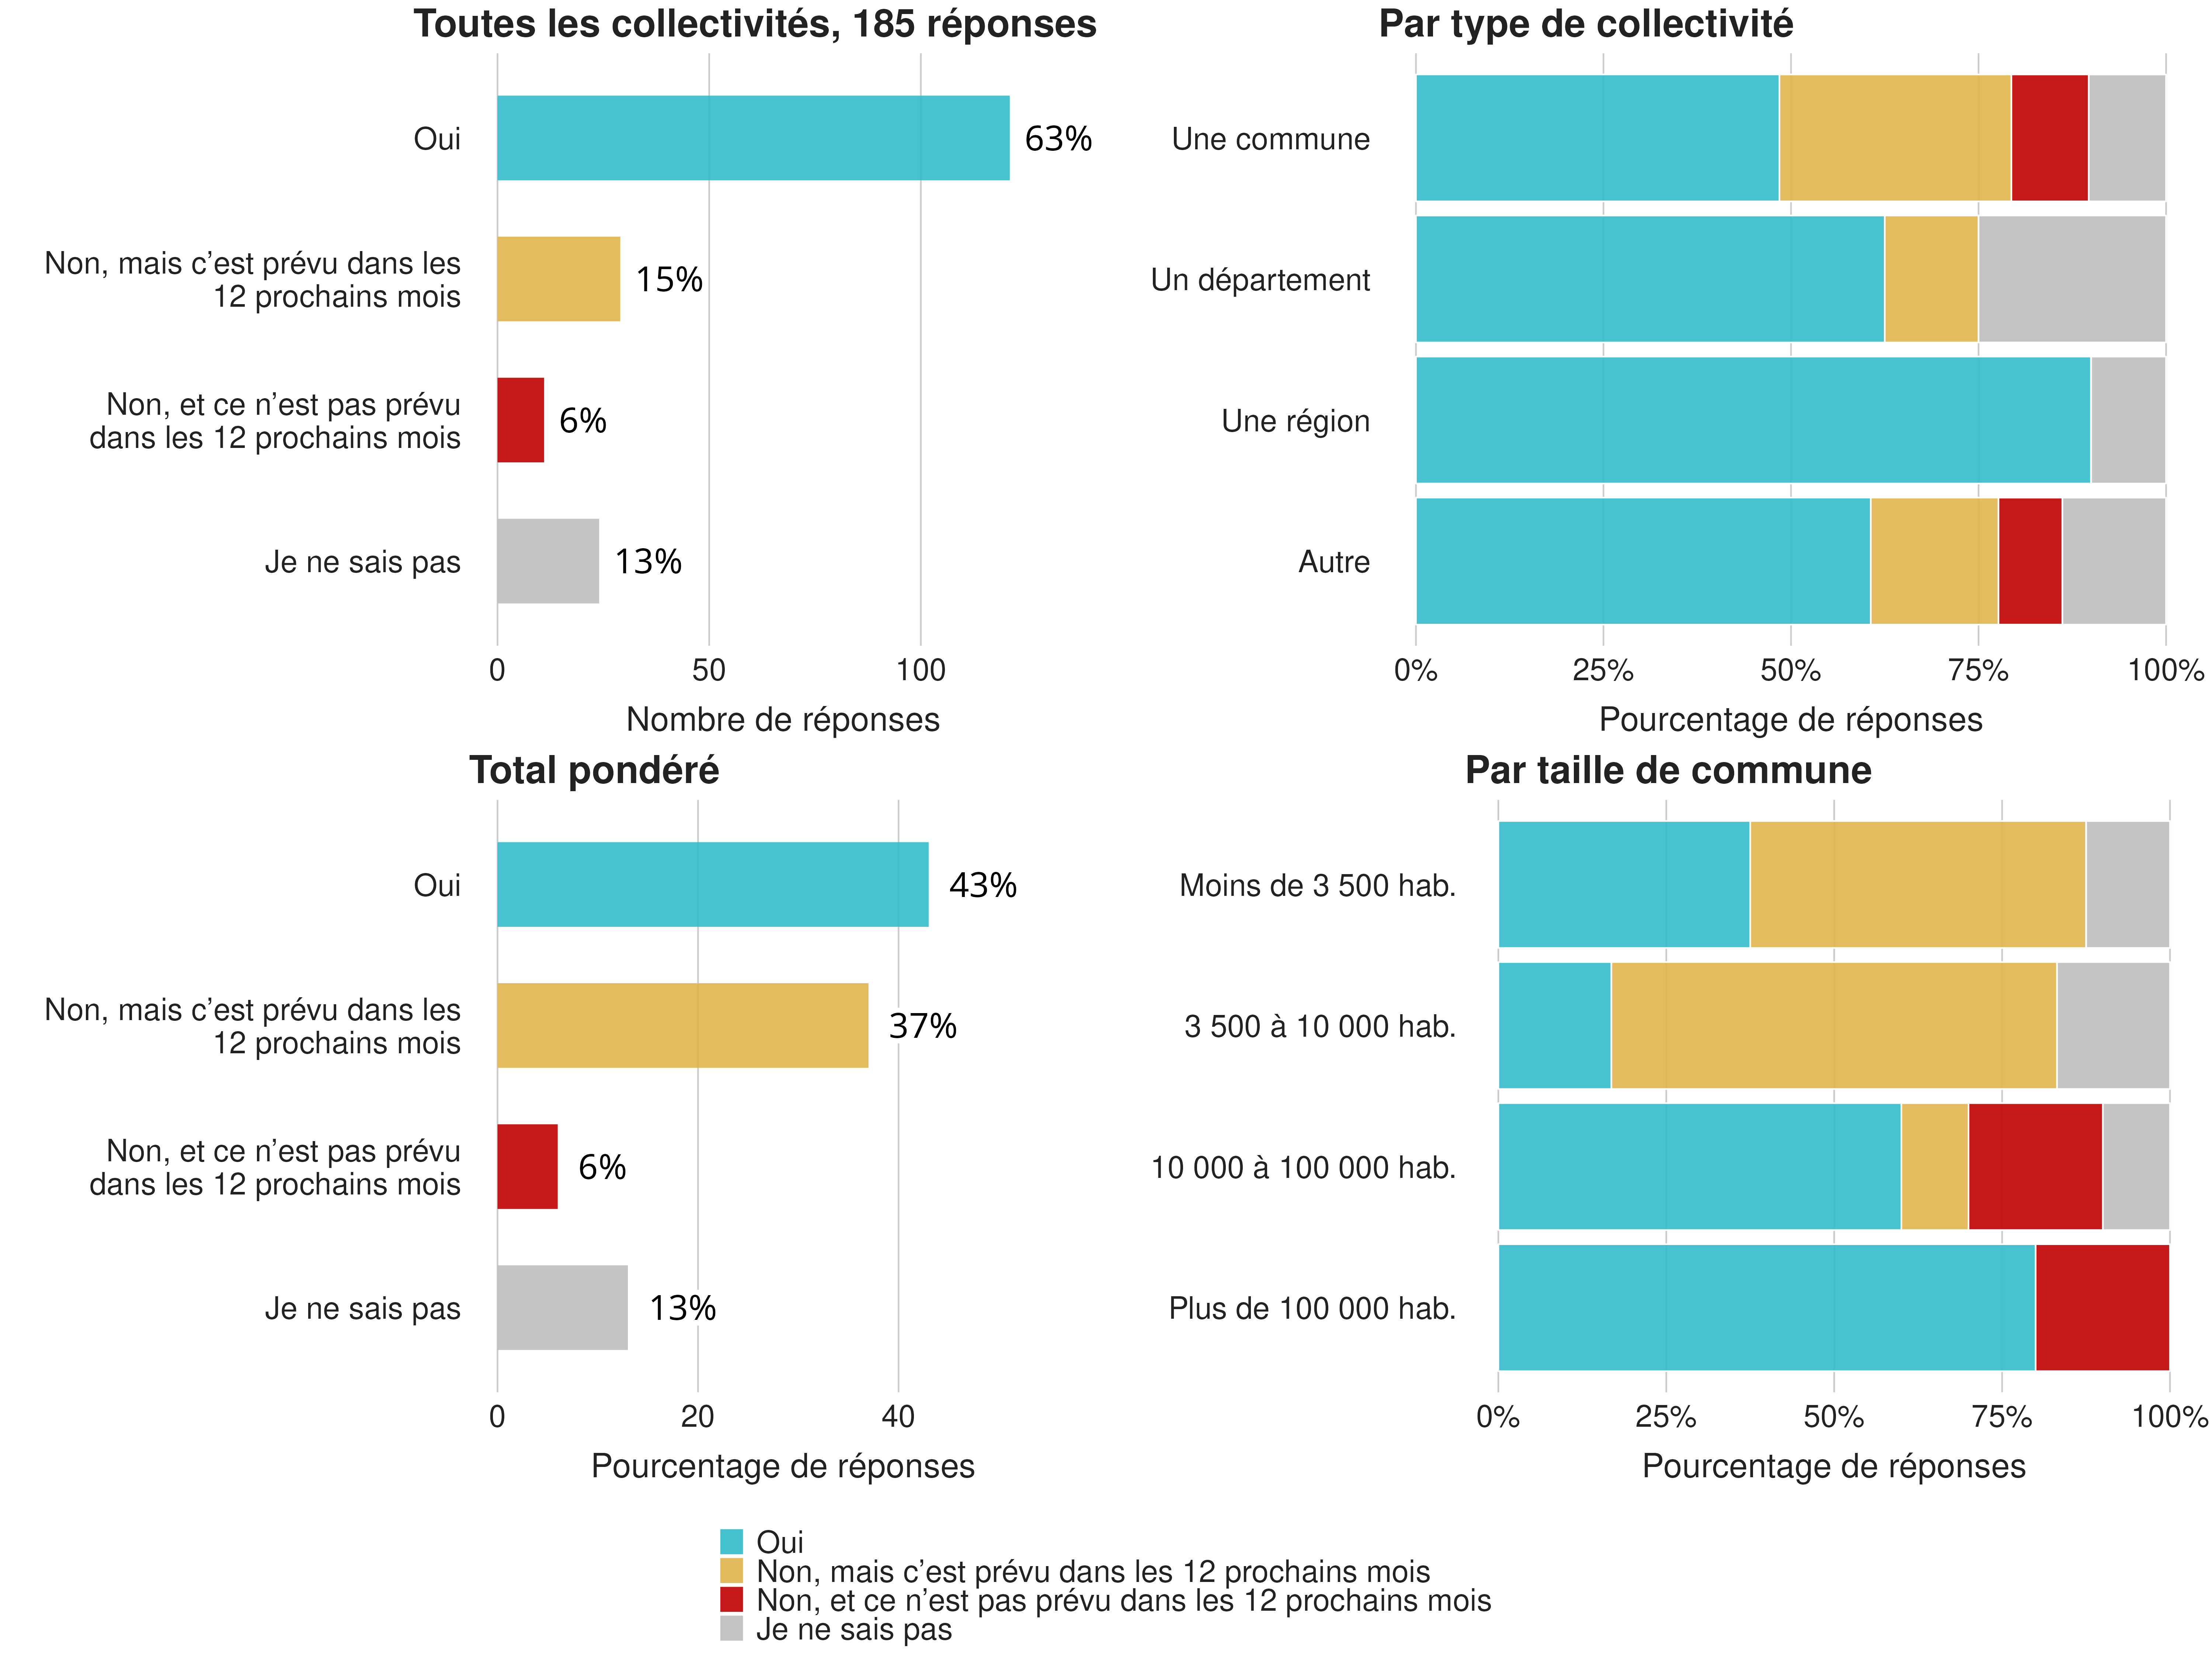 Toutes les collectivités, 185 réponses
Oui
63%
Non, mais c’est prévu dans les
12 prochains mois
15%
Non, et ce n’est pas prévu
dans les 12 prochains mois
6%
Je ne sais pas
13%
0 50 100
Nombre de réponses
Par type de collectivité
Une commune
Un département
Une région
Autre
0% 25% 50% 75% 100%
Pourcentage de réponses
Total pondéré
Oui
43%
Non, mais c’est prévu dans les
12 prochains mois
37%
Non, et ce n’est pas prévu
dans les 12 prochains mois
6%
Je ne sais pas
13%
0 20 40
Pourcentage de réponses
Par taille de commune
Moins de 3 500 hab.
3 500 à 10 000 hab.
10 000 à 100 000 hab.
Plus de 100 000 hab.
0% 25% 50% 75% 100%
Pourcentage de réponses
Oui
Non, mais c’est prévu dans les 12 prochains mois
Non, et ce n’est pas prévu dans les 12 prochains mois
Je ne sais pas